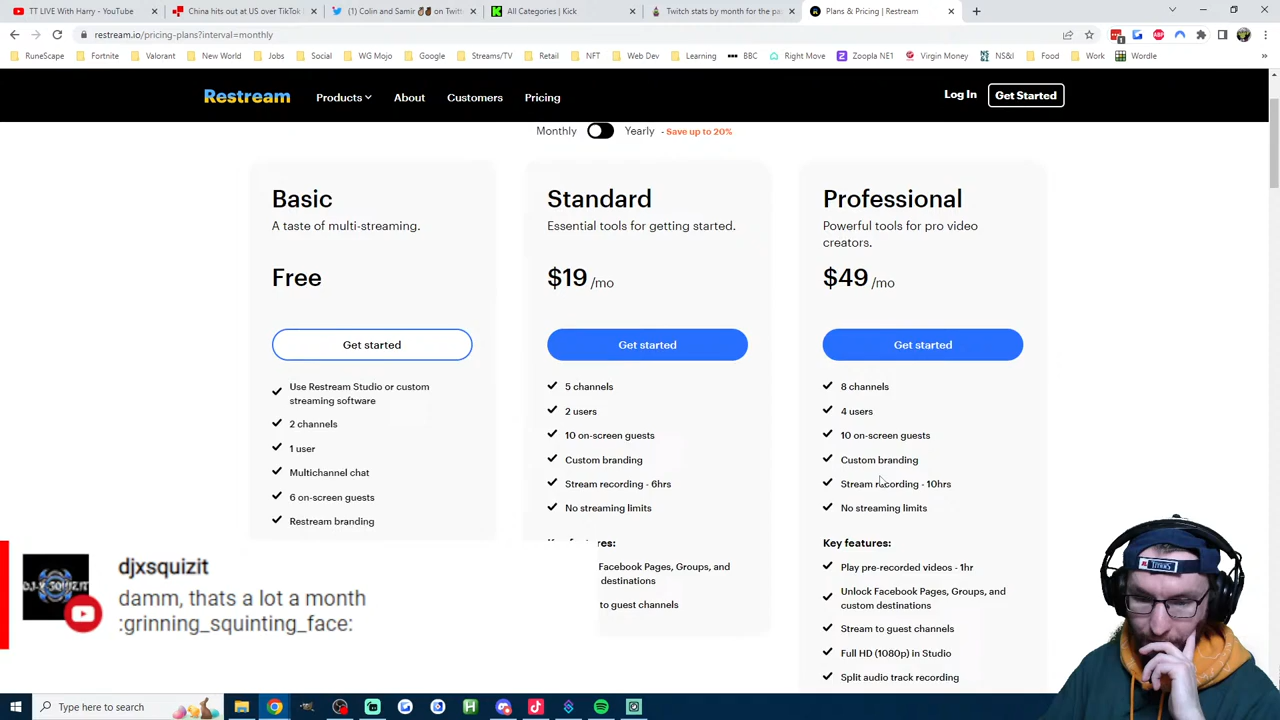 TT LIVE With Harry - YouTube
China hits out at US over TikTok
(1) Colin and Samir on Twit
All Categories | Kick
Twitch stats by month for the pa
Plans & Pricing | Restream
restream.io/pricing-plans?interval=monthly
RuneScape
Fortnite
Valorant
New World
Jobs
Social
WG Mojo
Google
Streams/TV
Retail
NFT
Web Dev
Learning
BBC
Right Move
Zoopla NE1
Virgin Money
NS&I
Food
Work
Wordle
Restream
Products
About
Customers
Pricing
Log In
Get Started
Monthly
Yearly
- Save up to 20%
Basic
A taste of multi-streaming.
Free
Get started
Use Restream Studio or custom
streaming software
2 channels
1 user
Multichannel chat
6 on-screen guests
Restream branding
Standard
Essential tools for getting started.
$19 /mo
Get started
5 channels
2 users
10 on-screen guests
Custom branding
Stream recording - 6hrs
No streaming limits
res:
Facebook Pages, Groups, and
destinations
to guest channels
Professional
Powerful tools for pro video
creators.
$49 /mo
Get started
8 channels
4 users
10 on-screen guests
Custom branding
Stream recording - 10hrs
No streaming limits
Key features:
Play pre-recorded videos - 1hr
Unlock Facebook Pages, Groups, and
custom destinations
Stream to guest channels
Full HD (1080p) in Studio
Split audio track recording
djxsquizit
damm, thats a lot a month
:grinning_squinting_face:
Type here to search